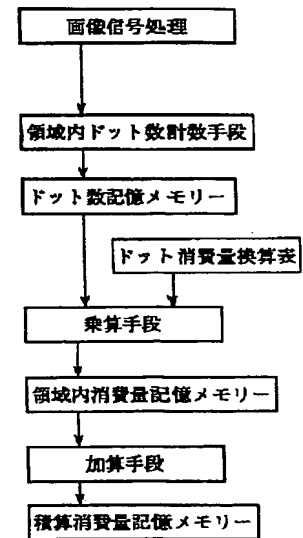 画像信号処理
領域内ドット数計数手段
ドット数記憶メモリー
ドット消費量換算表
乗算手段
領域内消費量記憶メモリー
加算手段
積算消費量記憶メモリー